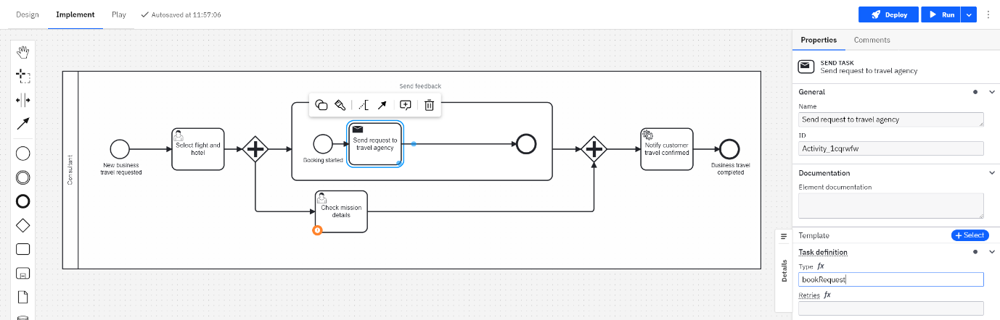 Design Implement Play Autosaved at 11:57:06 Deploy Run
Properties Comments
SEND TASK
Send request to travel agency
General
Name
Send request to travel agency
ID
Activity_1cqrwfw
Documentation
Element documentation
Template + Select
Task definition
Type fx
bookRequest
Retries fx
Details
Consultant
Send feedback
New business
travel requested
Select flight and
hotel
Booking started
Send request to
travel agency
Check mission
details
Notify customer
travel confirmed
Business travel
completed